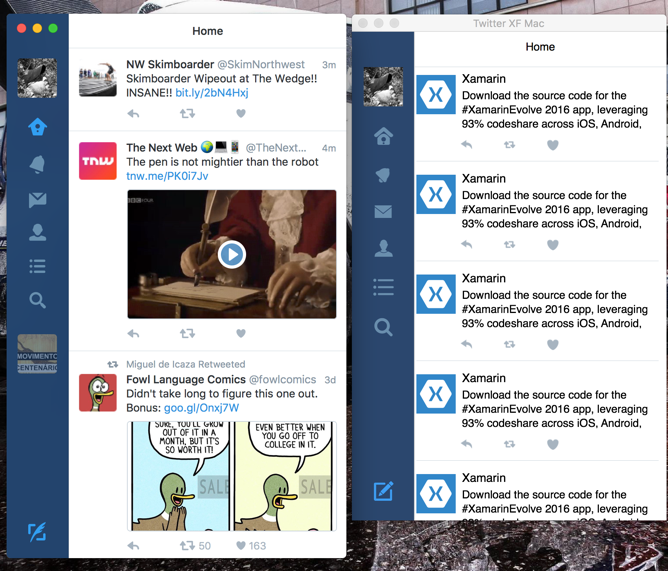 Home
NW Skimboarder @SkimNorthwest 3m
Skimboarder Wipeout at The Wedge!!
INSANE!! bit.ly/2bN4Hxj
tnw
The Next Web 🌍💻📱 @TheNext... 4m
The pen is not mightier than the robot
tnw.me/PK0i7Jv
BBC FOUR
Miguel de Icaza Retweeted
Fowl Language Comics @fowlcomics 3d
Didn't take long to figure this one out.
Bonus: goo.gl/Onxj7W
SURE, YOU'LL GROW
OUT OF IT IN A
MONTH, BUT IT'S
SO WORTH IT!
SALE
EVEN BETTER WHEN
YOU GO OFF TO
COLLEGE IN IT.
SALE
50 163
MOVIMENTO
CENTENÁRIO
Twitter XF Mac
Home
Xamarin
Download the source code for the
#XamarinEvolve 2016 app, leveraging
93% codeshare across iOS, Android,
Xamarin
Download the source code for the
#XamarinEvolve 2016 app, leveraging
93% codeshare across iOS, Android,
Xamarin
Download the source code for the
#XamarinEvolve 2016 app, leveraging
93% codeshare across iOS, Android,
Xamarin
Download the source code for the
#XamarinEvolve 2016 app, leveraging
93% codeshare across iOS, Android,
Xamarin
Download the source code for the
#XamarinEvolve 2016 app, leveraging